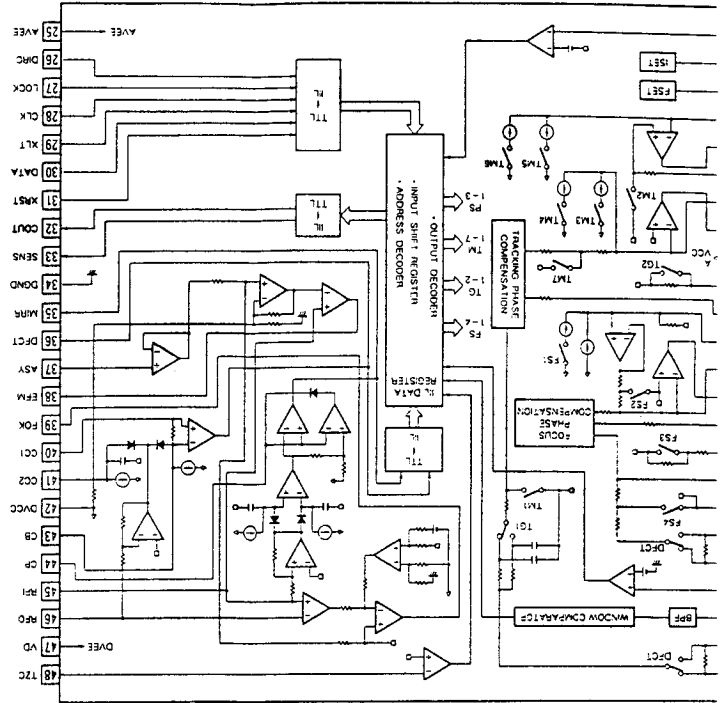 AVEE 25 AVEE
DIRC 26
LOCK 27
CLK 28
XLT 29
DATA 30
XRST 31
COUT 32
SENS 33
DGND 34
MIRR 35
DFCT 36
ASY 37
EFM 38
FOK 39
CC1 40
CC2 41
DVCC 42
CB 43
CP 44
RFI 45
RFO 46
VD 47 DVEE
TZC 48
TTL
IIL
IIL
TTL
TTL
IIL
IIL DATA
REGISTER
• INPUT SHIFT REGISTER
• ADDRESS DECODER
• OUTPUT DECODER
FS
1-4
TG
1-2
TM
1-7
PS
1-3
ISET
FSET
TM6
TM5
TM4
TM3
TM2
TM7
VCC
TG2
TRACKING PHASE
COMPENSATION
FS1
FS2
FOCUS
PHASE
COMPENSATION
FS3
FS4
DFCT
TM1
TG1
WINDOW COMPARATOP
BPF
DFCT